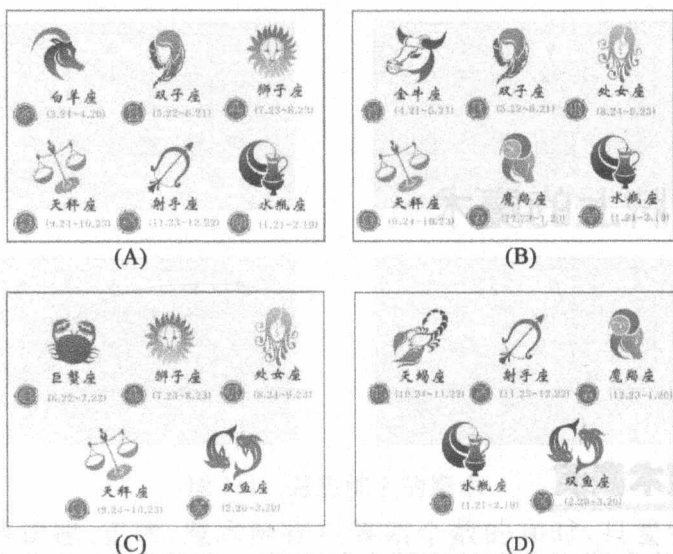 白羊座 双子座 狮子座
(3.21~4.20) (5.22~6.21) (7.23~8.23)
天秤座 射手座 水瓶座
(9.24~10.23) (11.23~12.22) (1.21~2.19)
(A)
金牛座 双子座 处女座
(4.21~5.21) (5.22~6.21) (8.24~9.23)
天秤座 魔羯座 水瓶座
(9.24~10.23) (12.23~1.20) (1.21~2.19)
(B)
巨蟹座 狮子座 处女座
(6.22~7.22) (7.23~8.23) (8.24~9.23)
天秤座 双鱼座
(9.24~10.23) (2.20~3.20)
(C)
天蝎座 射手座 魔羯座
(10.24~11.22) (11.23~12.22) (12.23~1.20)
水瓶座 双鱼座
(1.21~2.19) (2.20~3.20)
(D)